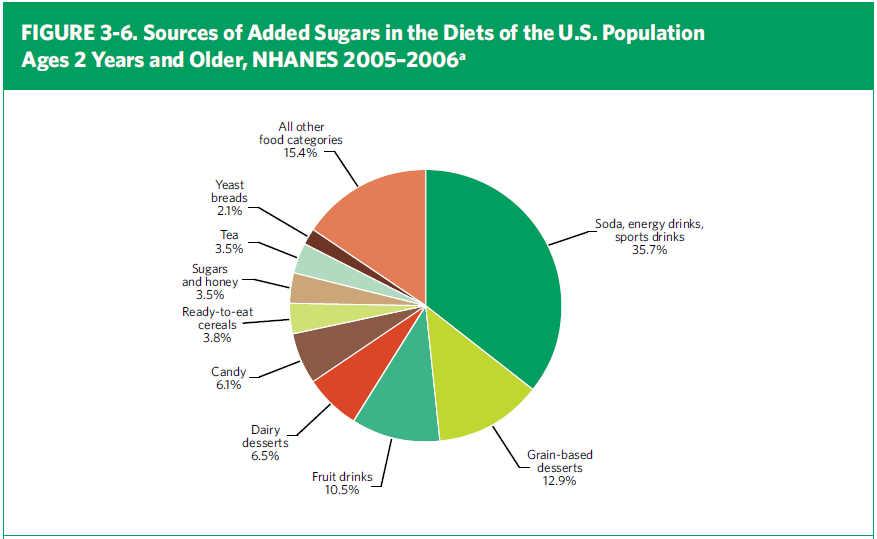 FIGURE 3-6. Sources of Added Sugars in the Diets of the U.S. Population
Ages 2 Years and Older, NHANES 2005–2006ª
All other
food categories
15.4%
Yeast
breads
2.1%
Tea
3.5%
Sugars
and honey
3.5%
Ready-to-eat
cereals
3.8%
Candy
6.1%
Dairy
desserts
6.5%
Fruit drinks
10.5%
Grain-based
desserts
12.9%
Soda, energy drinks,
sports drinks
35.7%